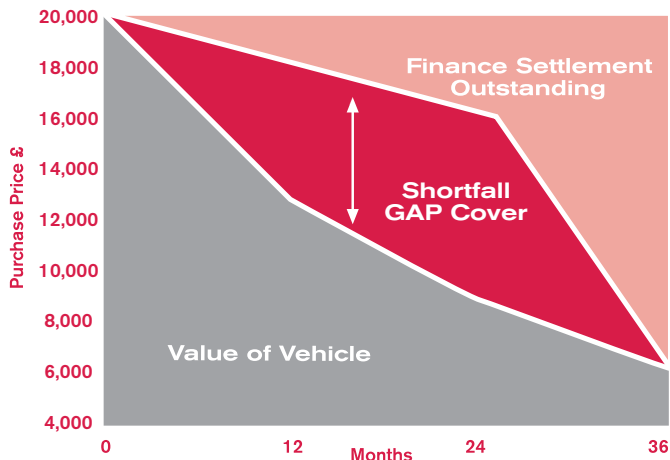 20,000
18,000
16,000
14,000
12,000
10,000
8,000
6,000
4,000
Purchase Price £
Finance Settlement
Outstanding
Shortfall
GAP Cover
Value of Vehicle
0
12
24
36
Months